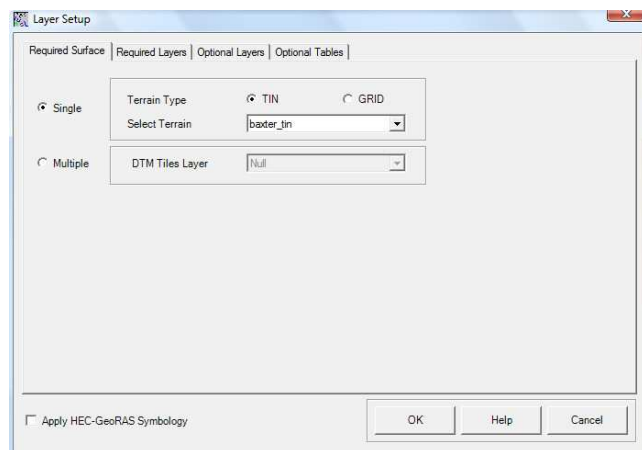 Layer Setup
Required Surface | Required Layers | Optional Layers | Optional Tables
Single
Terrain Type TIN GRID
Select Terrain baxter_tin
Multiple DTM Tiles Layer Null
Apply HEC-GeoRAS Symbology OK Help Cancel